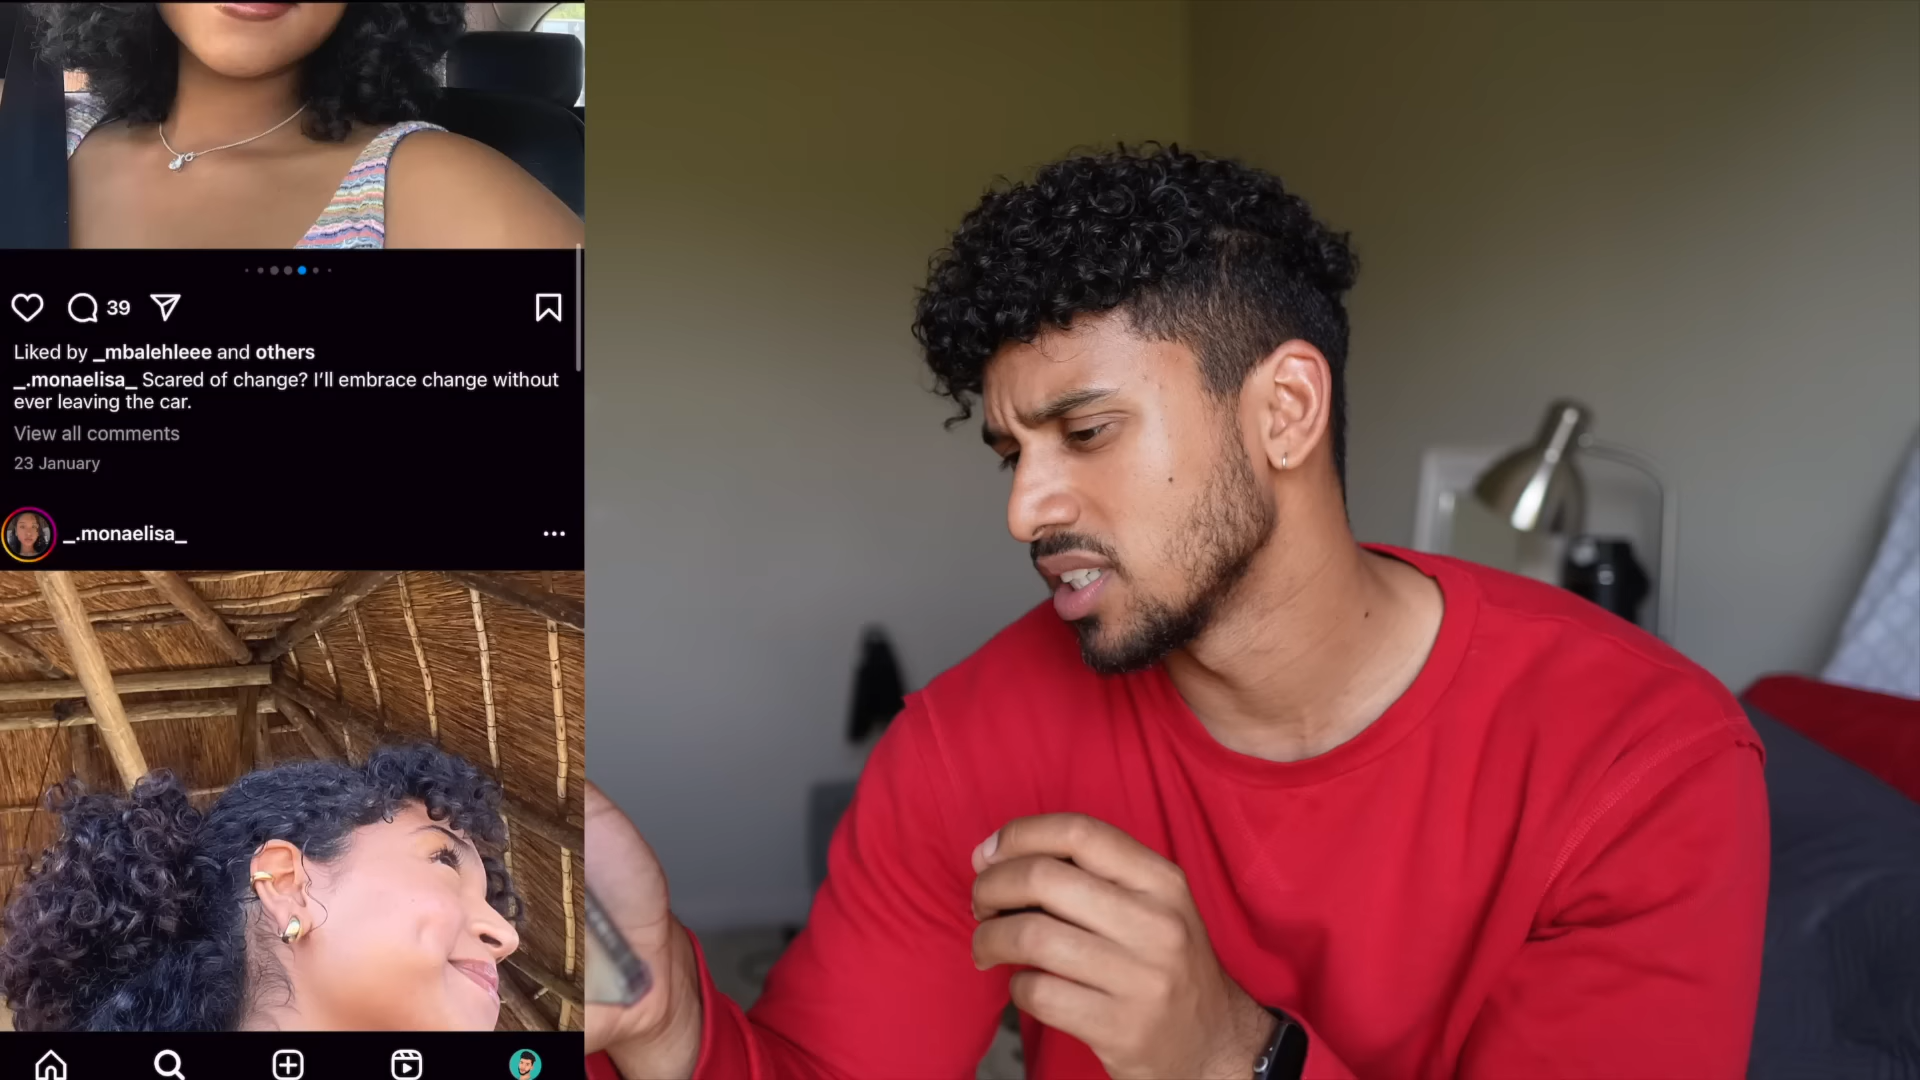 39
Liked by _mbalehleee and others
_.monaelisa_ Scared of change? I'll embrace change without
ever leaving the car.
View all comments
23 January
_.monaelisa_